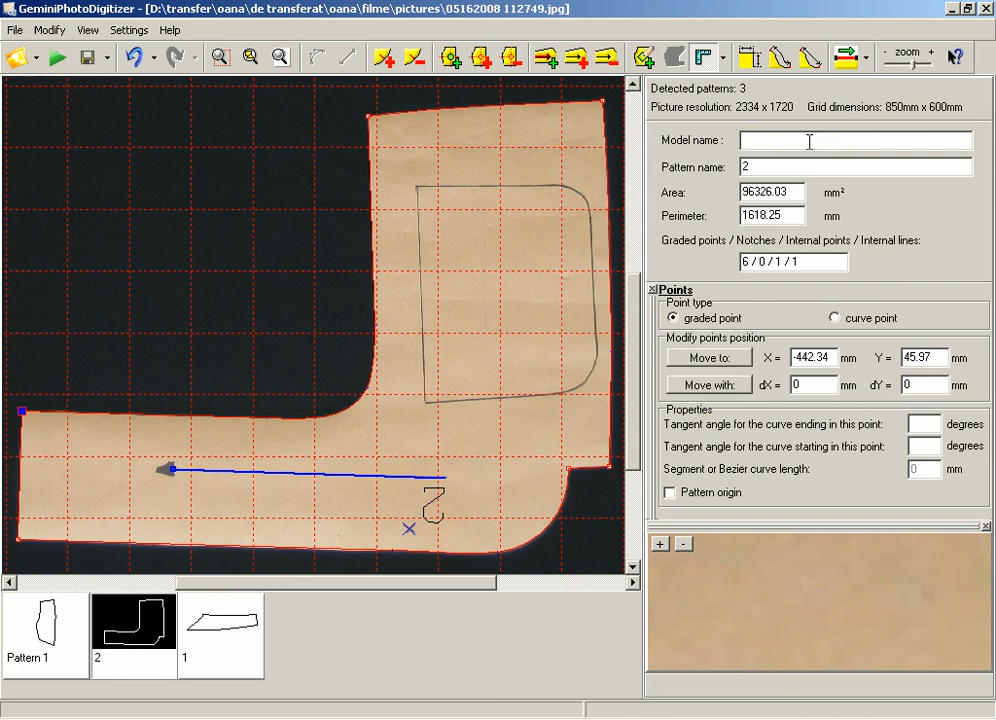 GeminiPhotoDigitizer - [D:\transfer\oana\de transferat\oana\filme\pictures\05162008 112749.jpg]
File Modify View Settings Help
- zoom +
Detected patterns: 3
Picture resolution: 2334 x 1720 Grid dimensions: 850mm x 600mm
Model name :
Pattern name: 2
Area: 96326.03 mm²
Perimeter: 1618.25 mm
Graded points / Notches / Internal points / Internal lines:
6 / 0 / 1 / 1
Points
Point type
graded point curve point
Modify points position
Move to: X = -442.34 mm Y = 45.97 mm
Move with: dX = 0 mm dY = 0 mm
Properties
Tangent angle for the curve ending in this point: degrees
Tangent angle for the curve starting in this point: degrees
Segment or Bezier curve length: 0 mm
Pattern origin
+ -
2
Pattern 1
2
1